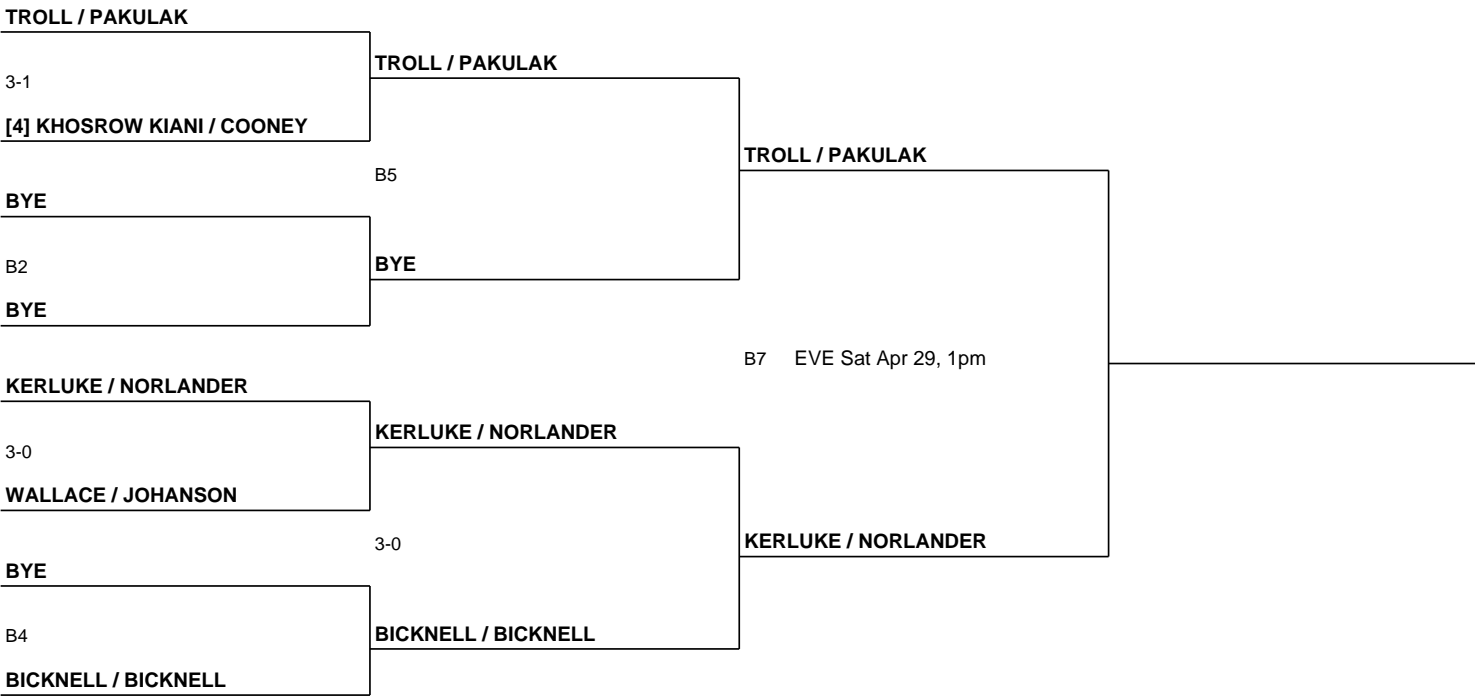 TROLL / PAKULAK
TROLL / PAKULAK
3-1
[4] KHOSROW KIANI / COONEY
TROLL / PAKULAK
B5
BYE
B2
BYE
BYE
B7 EVE Sat Apr 29, 1pm
KERLUKE / NORLANDER
KERLUKE / NORLANDER
3-0
WALLACE / JOHANSON
3-0
KERLUKE / NORLANDER
BYE
B4
BICKNELL / BICKNELL
BICKNELL / BICKNELL